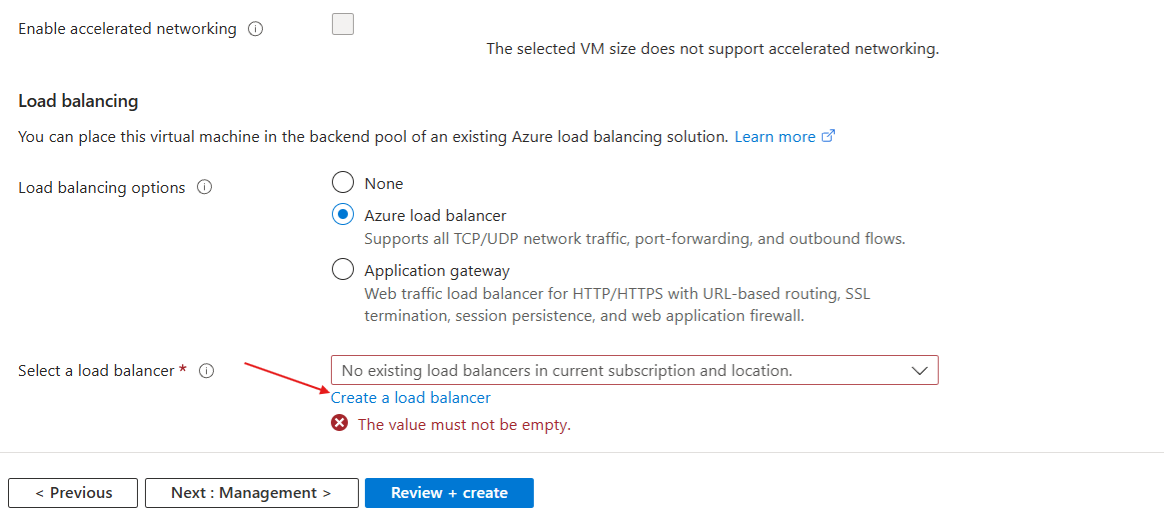 Enable accelerated networking
The selected VM size does not support accelerated networking.
Load balancing
You can place this virtual machine in the backend pool of an existing Azure load balancing solution. Learn more
Load balancing options
None
Azure load balancer
Supports all TCP/UDP network traffic, port-forwarding, and outbound flows.
Application gateway
Web traffic load balancer for HTTP/HTTPS with URL-based routing, SSL
termination, session persistence, and web application firewall.
Select a load balancer *
No existing load balancers in current subscription and location.
Create a load balancer
The value must not be empty.
< Previous
Next : Management >
Review + create